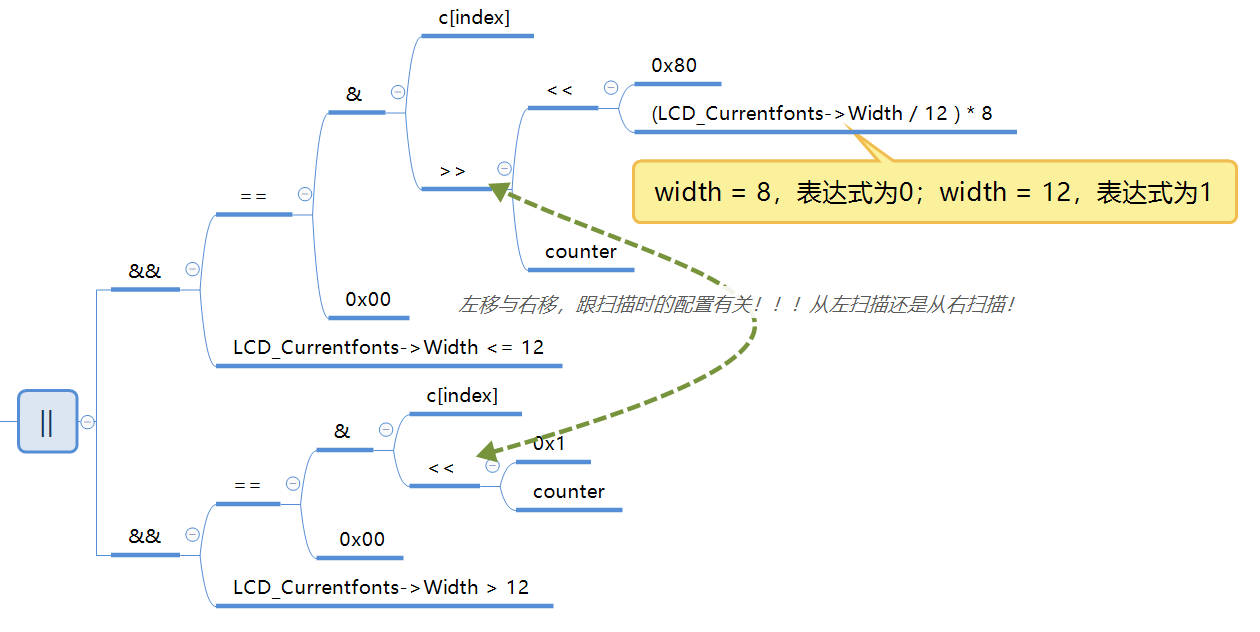 c[index]
&
<<
0x80
(LCD_Currentfonts->Width / 12 ) * 8
>>
width = 8，表达式为0；width = 12，表达式为1
==
counter
&&
0x00
左移与右移，跟扫描时的配置有关！！！从左扫描还是从右扫描！
LCD_Currentfonts->Width <= 12
||
c[index]
&
<<
0x1
counter
==
0x00
&&
LCD_Currentfonts->Width > 12